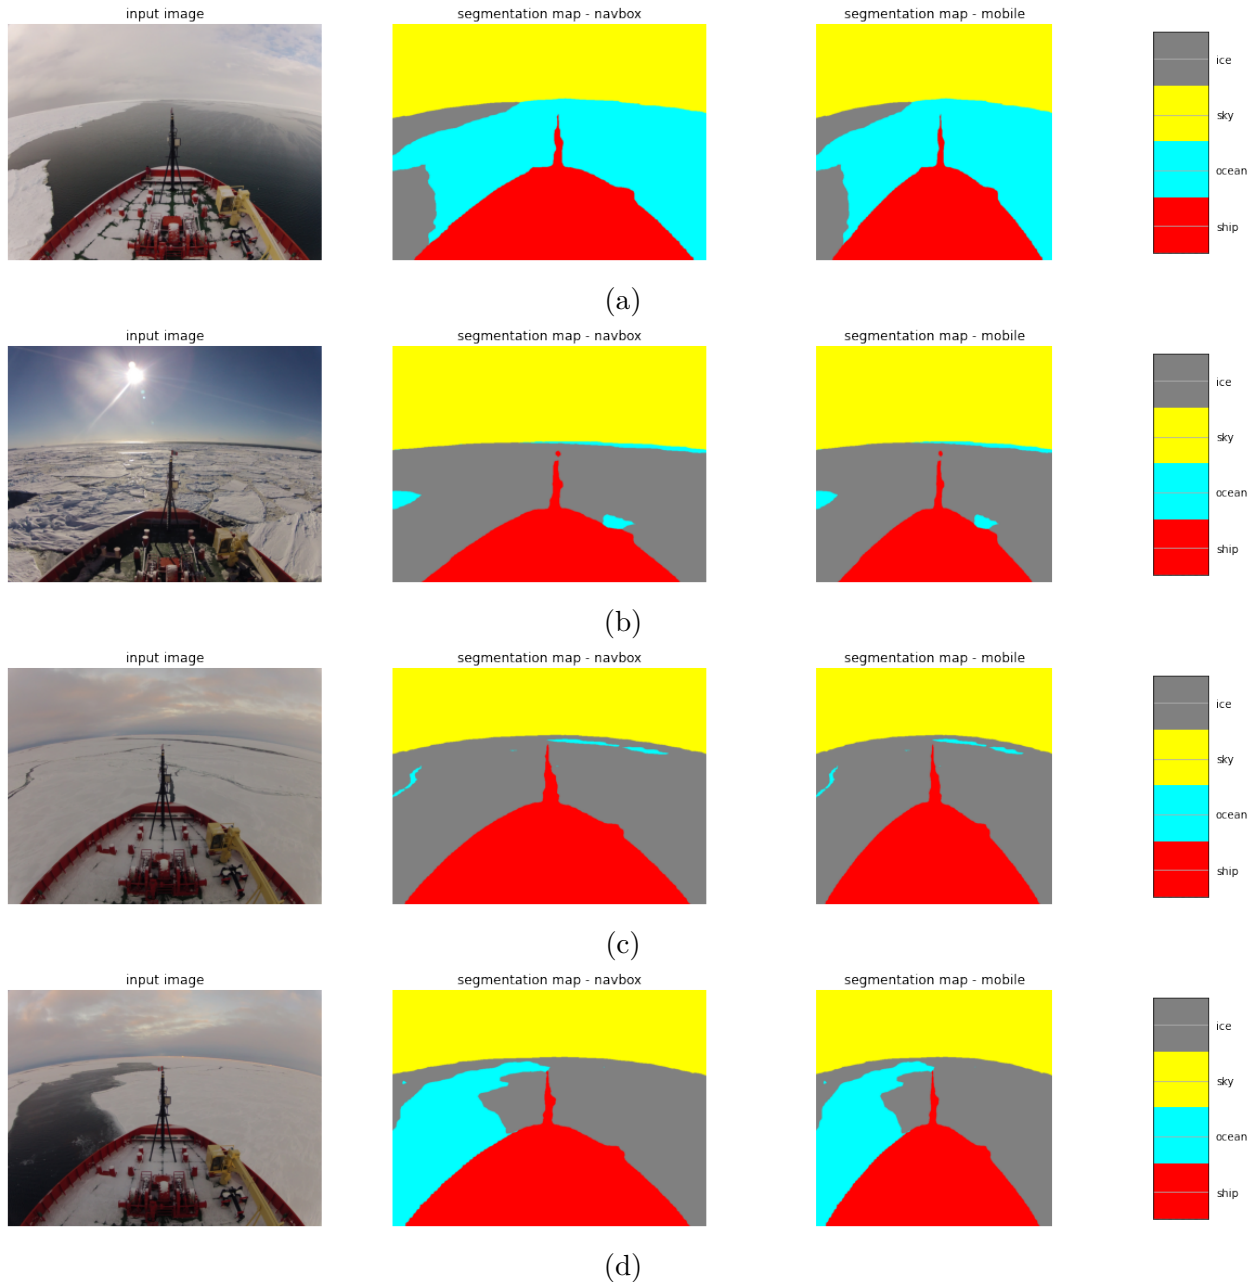 input image segmentation map - navbox segmentation map - mobile
ice
sky
ocean
ship
(a)
input image segmentation map - navbox segmentation map - mobile
ice
sky
ocean
ship
(b)
input image segmentation map - navbox segmentation map - mobile
ice
sky
ocean
ship
(c)
input image segmentation map - navbox segmentation map - mobile
ice
sky
ocean
ship
(d)